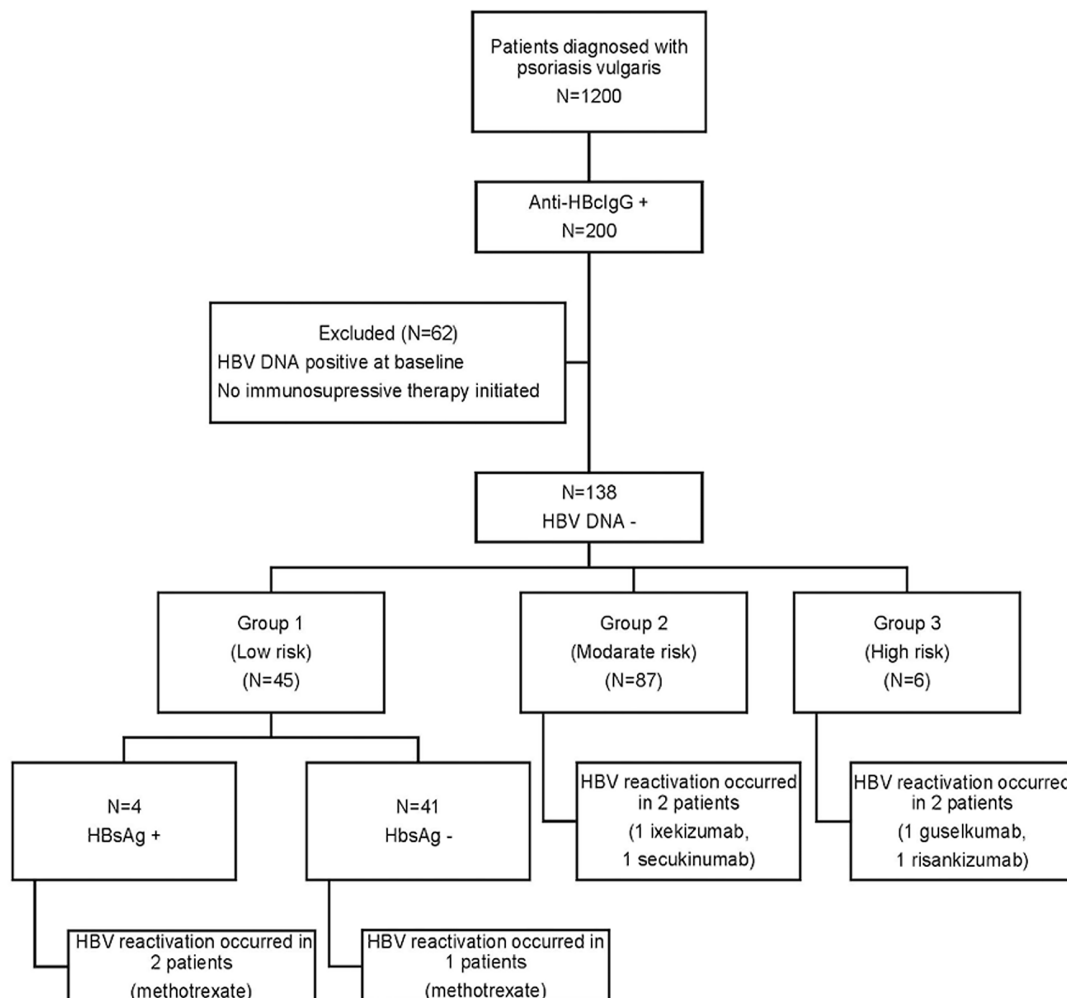 Patients diagnosed with
psoriasis vulgaris
N=1200
Anti-HBcIgG +
N=200
Excluded (N=62)
HBV DNA positive at baseline
No immunosupressive therapy initiated
N=138
HBV DNA -
Group 1
(Low risk)
(N=45)
Group 2
(Modarate risk)
(N=87)
Group 3
(High risk)
(N=6)
N=4
HBsAg +
N=41
HbsAg -
HBV reactivation occurred
in 2 patients
(1 ixekizumab,
1 secukinumab)
HBV reactivation occurred
in 2 patients
(1 guselkumab,
1 risankizumab)
HBV reactivation occurred in
2 patients
(methotrexate)
HBV reactivation occurred in
1 patients
(methotrexate)